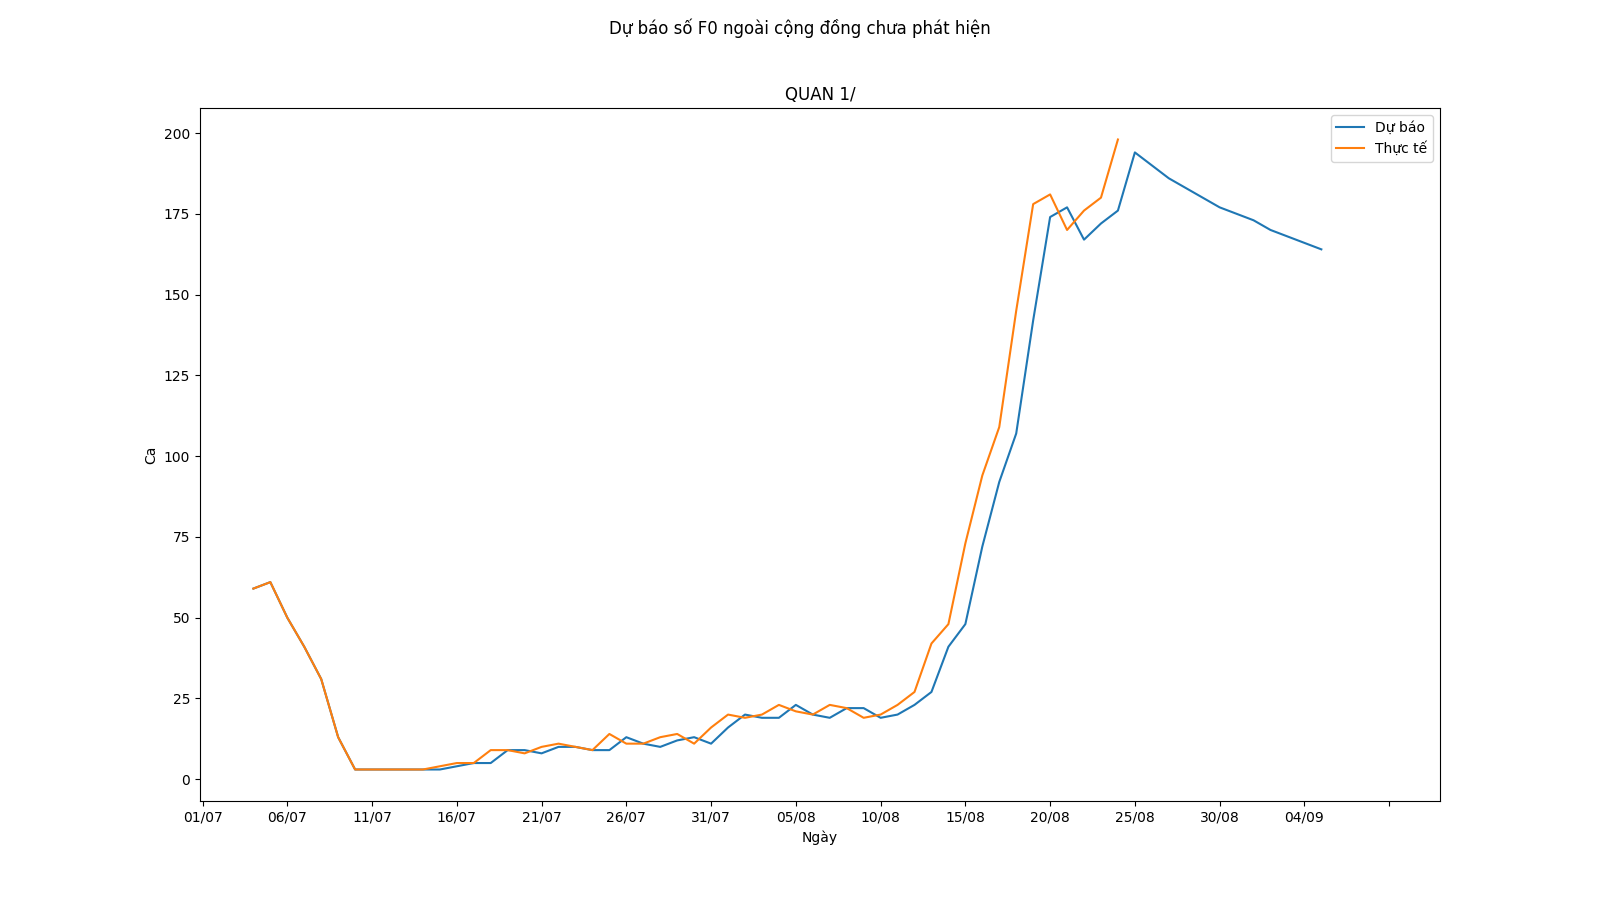 Dự báo số F0 ngoài cộng đồng chưa phát hiện
QUAN 1/
Dự báo
Thực tế
200
175
150
125
100
75
50
25
0
Ca
01/07 06/07 11/07 16/07 21/07 26/07 31/07 05/08 10/08 15/08 20/08 25/08 30/08 04/09
Ngày